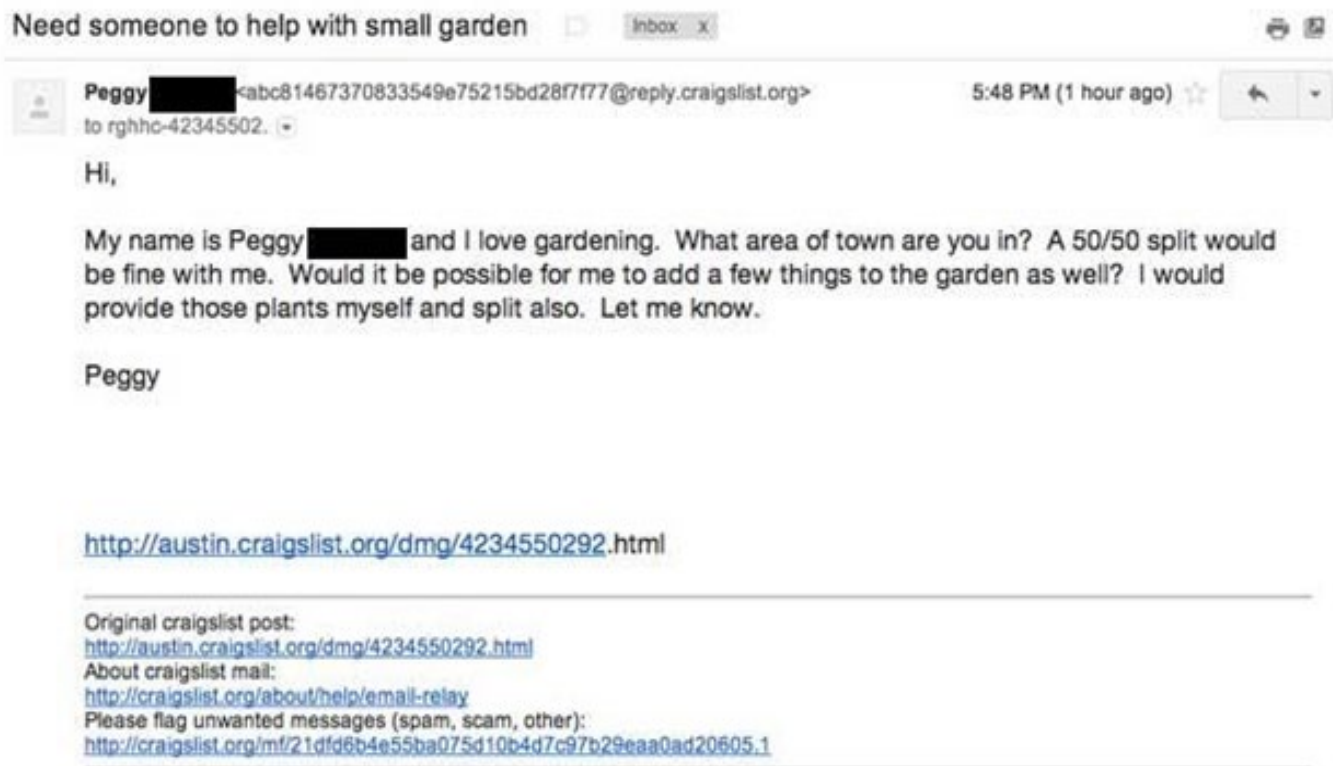 Need someone to help with small garden Inbox x
Peggy <abc81467370833549e75215bd28f7f77@reply.craigslist.org> 5:48 PM (1 hour ago)
to rghhc-42345502.
Hi,
My name is Peggy and I love gardening. What area of town are you in? A 50/50 split would
be fine with me. Would it be possible for me to add a few things to the garden as well? I would
provide those plants myself and split also. Let me know.
Peggy
http://austin.craigslist.org/dmg/4234550292.html
Original craigslist post:
http://austin.craigslist.org/dmg/4234550292.html
About craigslist mail:
http://craigslist.org/about/help/email-relay
Please flag unwanted messages (spam, scam, other):
http://craigslist.org/mf/21dfd6b4e55ba075d10b4d7c97b29eaa0ad20605.1